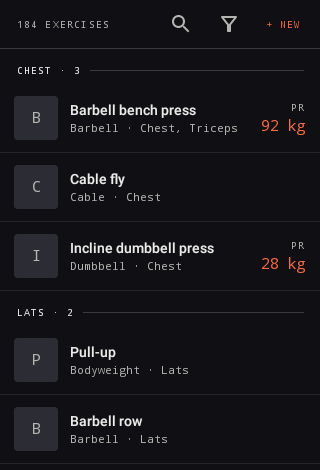 184 EXERCISES
+ NEW
CHEST · 3
B
Barbell bench press
Barbell · Chest, Triceps
PR
92 kg
C
Cable fly
Cable · Chest
I
Incline dumbbell press
Dumbbell · Chest
PR
28 kg
LATS · 2
P
Pull-up
Bodyweight · Lats
B
Barbell row
Barbell · Lats